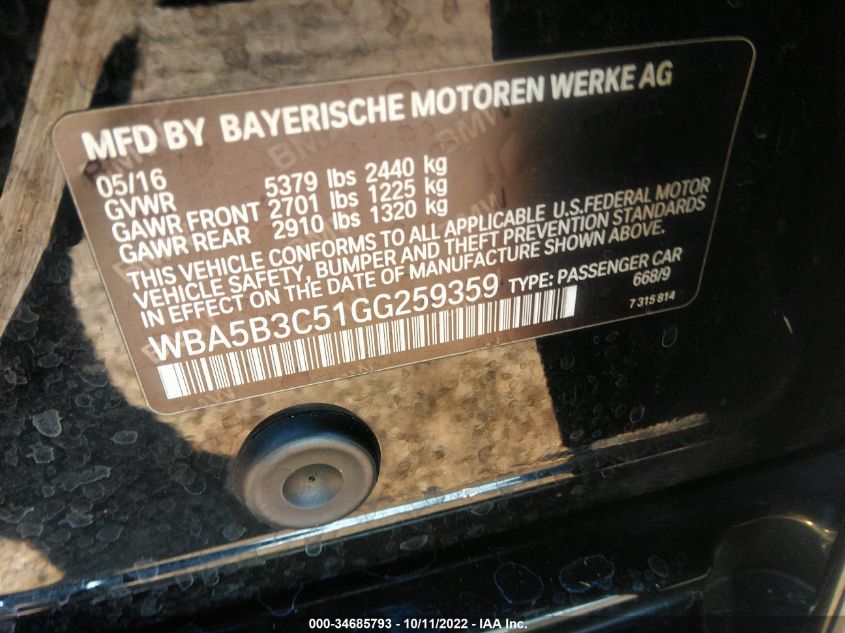 MFD BY BAYERISCHE MOTOREN WERKE AG
05/16
GVWR 5379 lbs 2440 kg
GAWR FRONT 2701 lbs 1225 kg
GAWR REAR 2910 lbs 1320 kg
THIS VEHICLE CONFORMS TO ALL APPLICABLE U.S.FEDERAL MOTOR
VEHICLE SAFETY, BUMPER AND THEFT PREVENTION STANDARDS
IN EFFECT ON THE DATE OF MANUFACTURE SHOWN ABOVE.
WBA5B3C51GG259359 TYPE: PASSENGER CAR
668/9
7 315 814
000-34685793 - 10/11/2022 - IAA Inc.